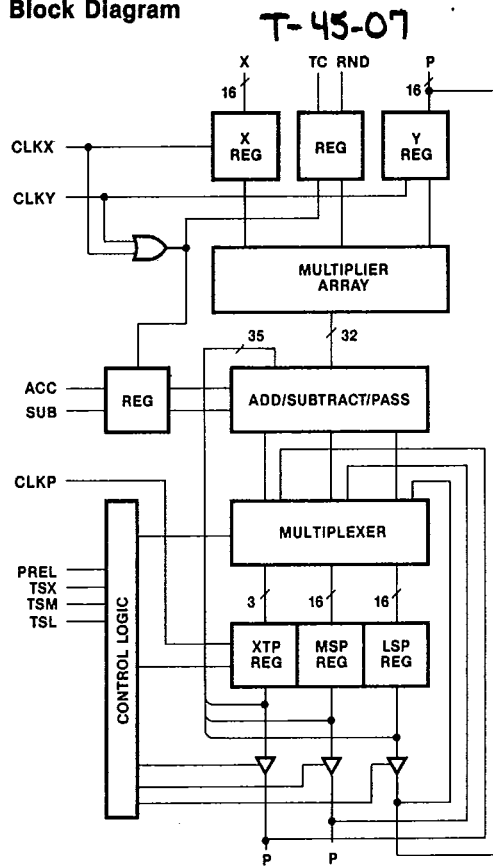 Block Diagram
T-45-07
X
TC RND
P
16
16
CLKX
X REG
REG
Y REG
CLKY
MULTIPLIER ARRAY
35
32
ACC
SUB
REG
ADD/SUBTRACT/PASS
CLKP
MULTIPLEXER
PREL
TSX
TSM
TSL
CONTROL LOGIC
3
16
16
XTP REG
MSP REG
LSP REG
P
P